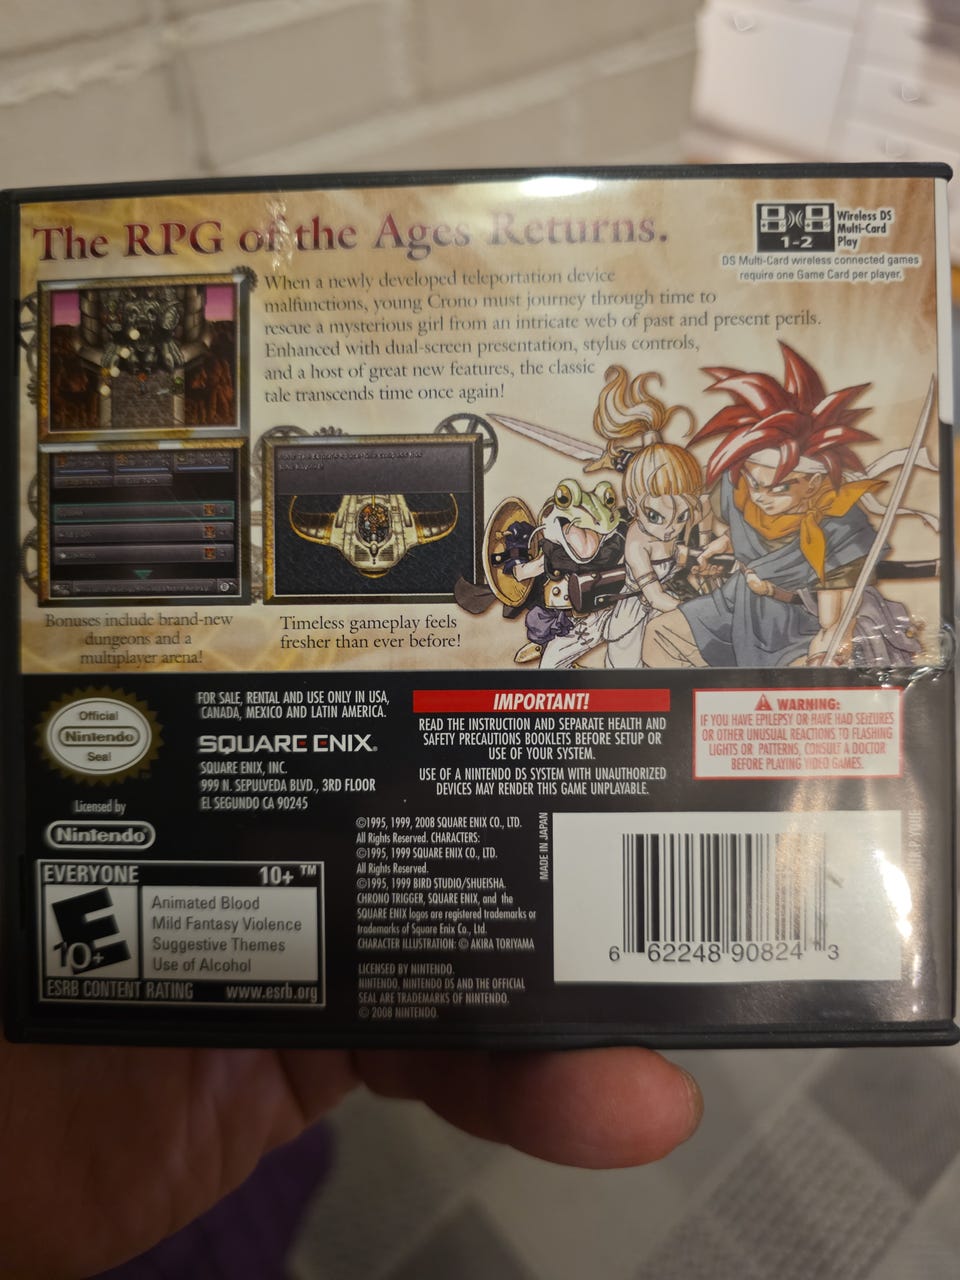 The RPG of the Ages Returns.
1-2
Wireless DS
Multi-Card
Play
DS Multi-Card wireless connected games
require one Game Card per player.
When a newly developed teleportation device
malfunctions, young Crono must journey through time to
rescue a mysterious girl from an intricate web of past and present perils.
Enhanced with dual-screen presentation, stylus controls,
and a host of great new features, the classic
tale transcends time once again!
Bonuses include brand-new
dungeons and a
multiplayer arena!
Timeless gameplay feels
fresher than ever before!
Official
Nintendo
Seal
Licensed by
Nintendo
FOR SALE, RENTAL AND USE ONLY IN USA,
CANADA, MEXICO AND LATIN AMERICA.
SQUARE ENIX.
SQUARE ENIX, INC.
999 N. SEPULVEDA BLVD., 3RD FLOOR
EL SEGUNDO CA 90245
IMPORTANT!
READ THE INSTRUCTION AND SEPARATE HEALTH AND
SAFETY PRECAUTIONS BOOKLETS BEFORE SETUP OR
USE OF YOUR SYSTEM.
USE OF A NINTENDO DS SYSTEM WITH UNAUTHORIZED
DEVICES MAY RENDER THIS GAME UNPLAYABLE.
WARNING:
IF YOU HAVE EPILEPSY OR HAVE HAD SEIZURES
OR OTHER UNUSUAL REACTIONS TO FLASHING
LIGHTS OR PATTERNS, CONSULT A DOCTOR
BEFORE PLAYING VIDEO GAMES.
EVERYONE 10+™
E
10+
Animated Blood
Mild Fantasy Violence
Suggestive Themes
Use of Alcohol
ESRB CONTENT RATING www.esrb.org
©1995, 1999, 2008 SQUARE ENIX CO., LTD.
All Rights Reserved. CHARACTERS:
©1995, 1999 SQUARE ENIX CO., LTD.
All Rights Reserved.
©1995, 1999 BIRD STUDIO/SHUEISHA.
CHRONO TRIGGER, SQUARE ENIX, and the
SQUARE ENIX logos are registered trademarks or
trademarks of Square Enix Co., Ltd.
CHARACTER ILLUSTRATION: © AKIRA TORIYAMA
LICENSED BY NINTENDO.
NINTENDO, NINTENDO DS AND THE OFFICIAL
SEAL ARE TRADEMARKS OF NINTENDO.
© 2008 NINTENDO.
MADE IN JAPAN
6 62248 90824 3